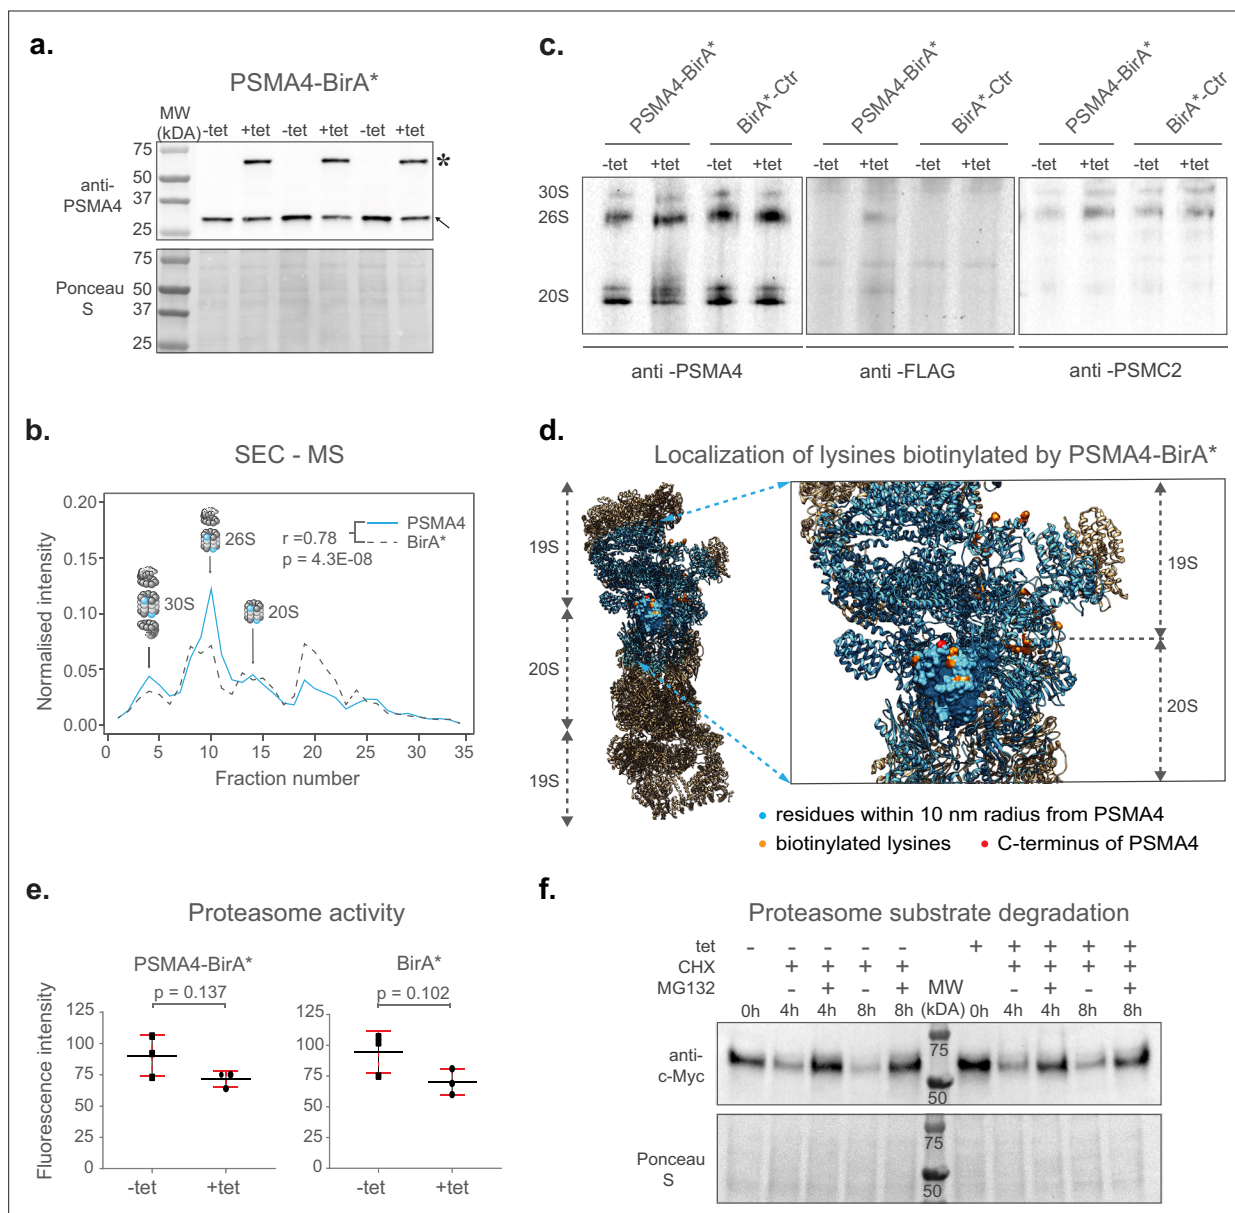 a.
PSMA4-BirA*
MW
(kDA)
-tet +tet -tet +tet -tet +tet
75
50
37
25
anti-
PSMA4
*
75
50
37
25
Ponceau
S
b.
SEC - MS
Normalised intensity
0.20
0.15
0.10
0.05
0.00
0 5 10 15 20 25 30 35
Fraction number
30S
26S
20S
r =0.78
p = 4.3E-08
PSMA4
BirA*
c.
PSMA4-BirA* BirA*-Ctr PSMA4-BirA* BirA*-Ctr PSMA4-BirA* BirA*-Ctr
-tet +tet -tet +tet -tet +tet -tet +tet -tet +tet -tet +tet
30S
26S
20S
anti -PSMA4 anti -FLAG anti -PSMC2
d.
Localization of lysines biotinylated by PSMA4-BirA*
19S
20S
19S
19S
20S
residues within 10 nm radius from PSMA4
biotinylated lysines C-terminus of PSMA4
e.
Proteasome activity
PSMA4-BirA*
p = 0.137
Fluorescence intensity
125
100
75
50
25
0
-tet +tet
BirA*
p = 0.102
125
100
75
50
25
0
-tet +tet
f.
Proteasome substrate degradation
tet - - - - - + + + + +
CHX + + + + + + + +
MG132 - + - + MW - + - +
0h 4h 4h 8h 8h (kDA) 0h 4h 4h 8h 8h
anti-
c-Myc
75
50
Ponceau
S
75
50